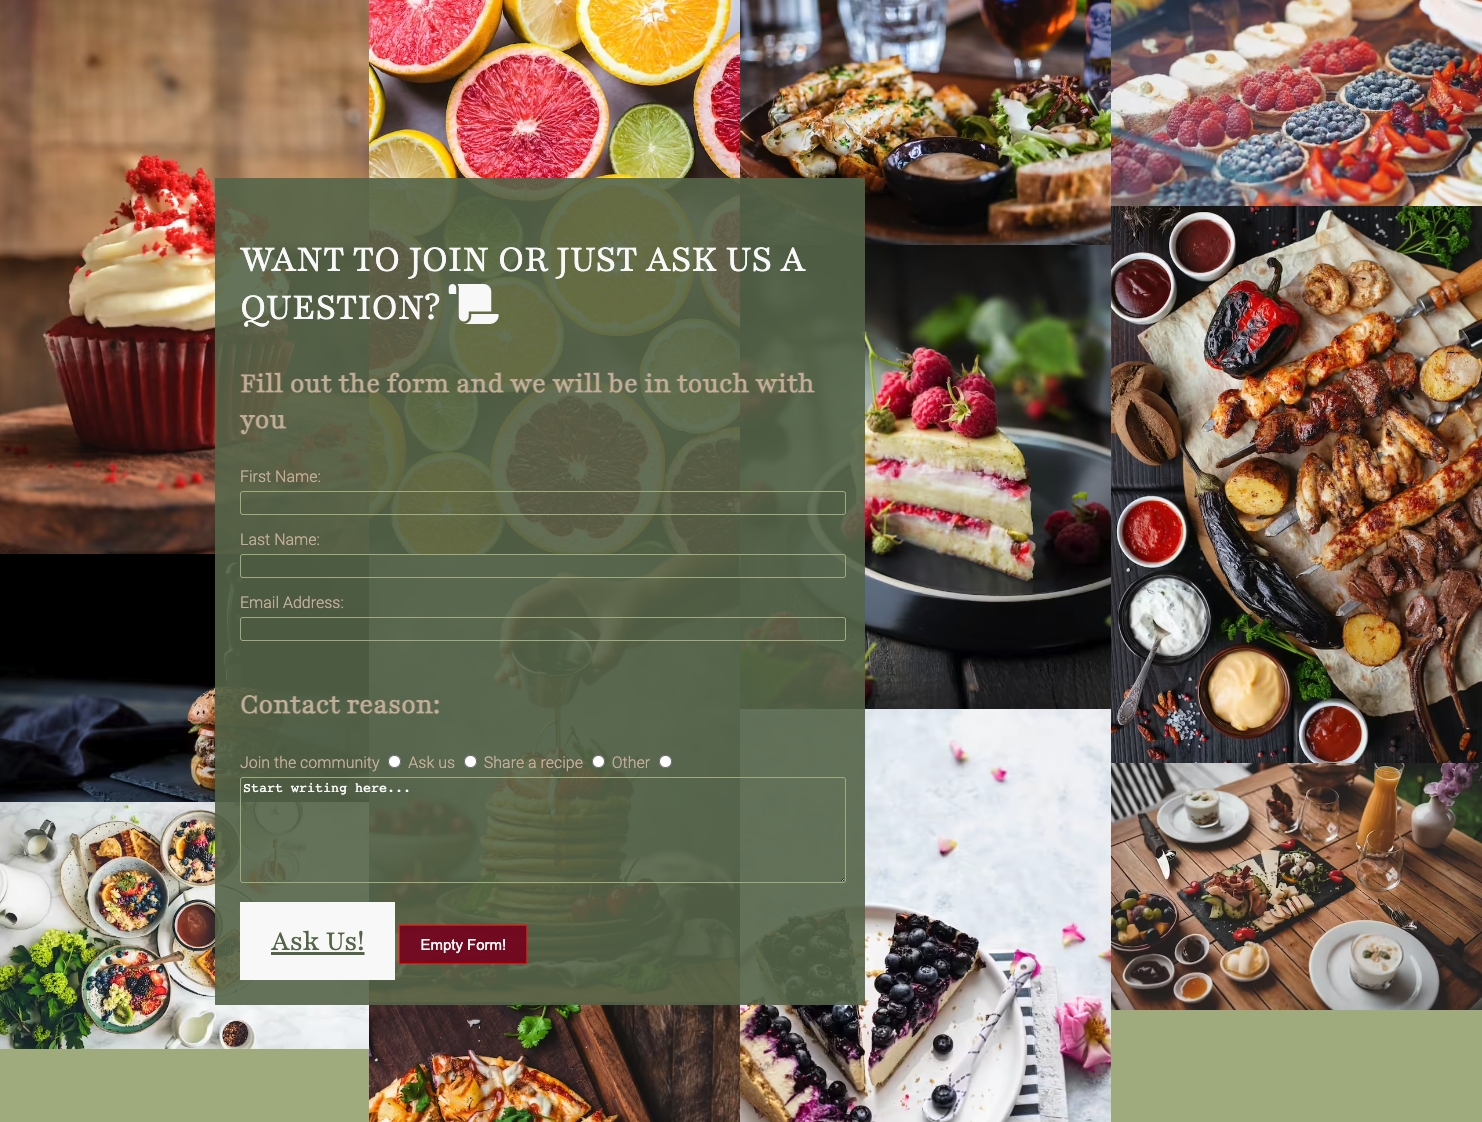 WANT TO JOIN OR JUST ASK US A
QUESTION?
Fill out the form and we will be in touch with
you
First Name:
Last Name:
Email Address:
Contact reason:
Join the community Ask us Share a recipe Other
Start writing here...
Ask Us! Empty Form!